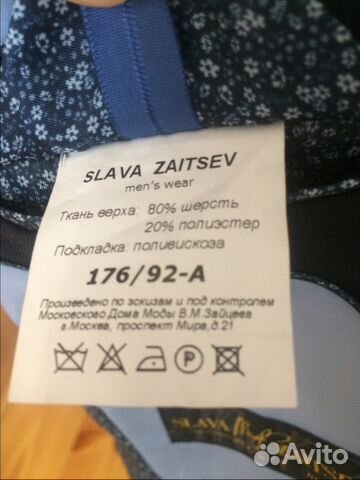 SLAVA ZAITSEV
men's wear
Ткань верха: 80% шерсть
20% полиэстер
Подкладка: поливискоза
176/92-А
Произведено по эскизам и под контролем
Московского Дома Моды В.М.Зайцева
г.Москва, проспект Мира,д.21
P
SLAVA
Avito